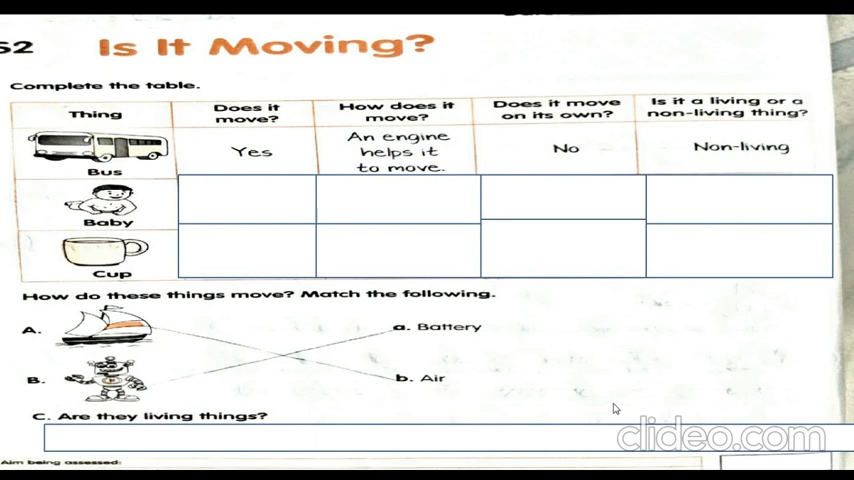 52 Is It Moving?
Complete the table.
Thing
Does it move?
How does it move?
Does it move on its own?
Is it a living or a non-living thing?
Bus
Yes
An engine
helps it
to move.
No
Non-living
Baby
Cup
How do these things move? Match the following.
A.
a. Battery
B.
b. Air
C. Are they living things?
clideo.com
Aim being assessed: